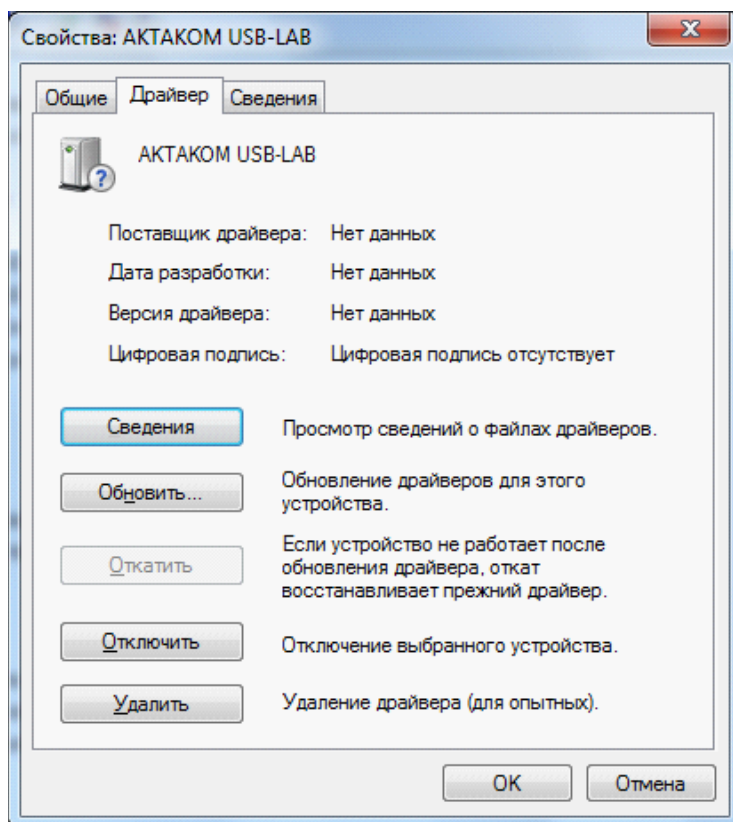 Свойства: AKTAKOM USB-LAB
Общие Драйвер Сведения
AKTAKOM USB-LAB
Поставщик драйвера: Нет данных
Дата разработки: Нет данных
Версия драйвера: Нет данных
Цифровая подпись: Цифровая подпись отсутствует
Сведения Просмотр сведений о файлах драйверов.
Обновить... Обновление драйверов для этого
устройства.
Откатить Если устройство не работает после
обновления драйвера, откат
восстанавливает прежний драйвер.
Отключить Отключение выбранного устройства.
Удалить Удаление драйвера (для опытных).
OK Отмена